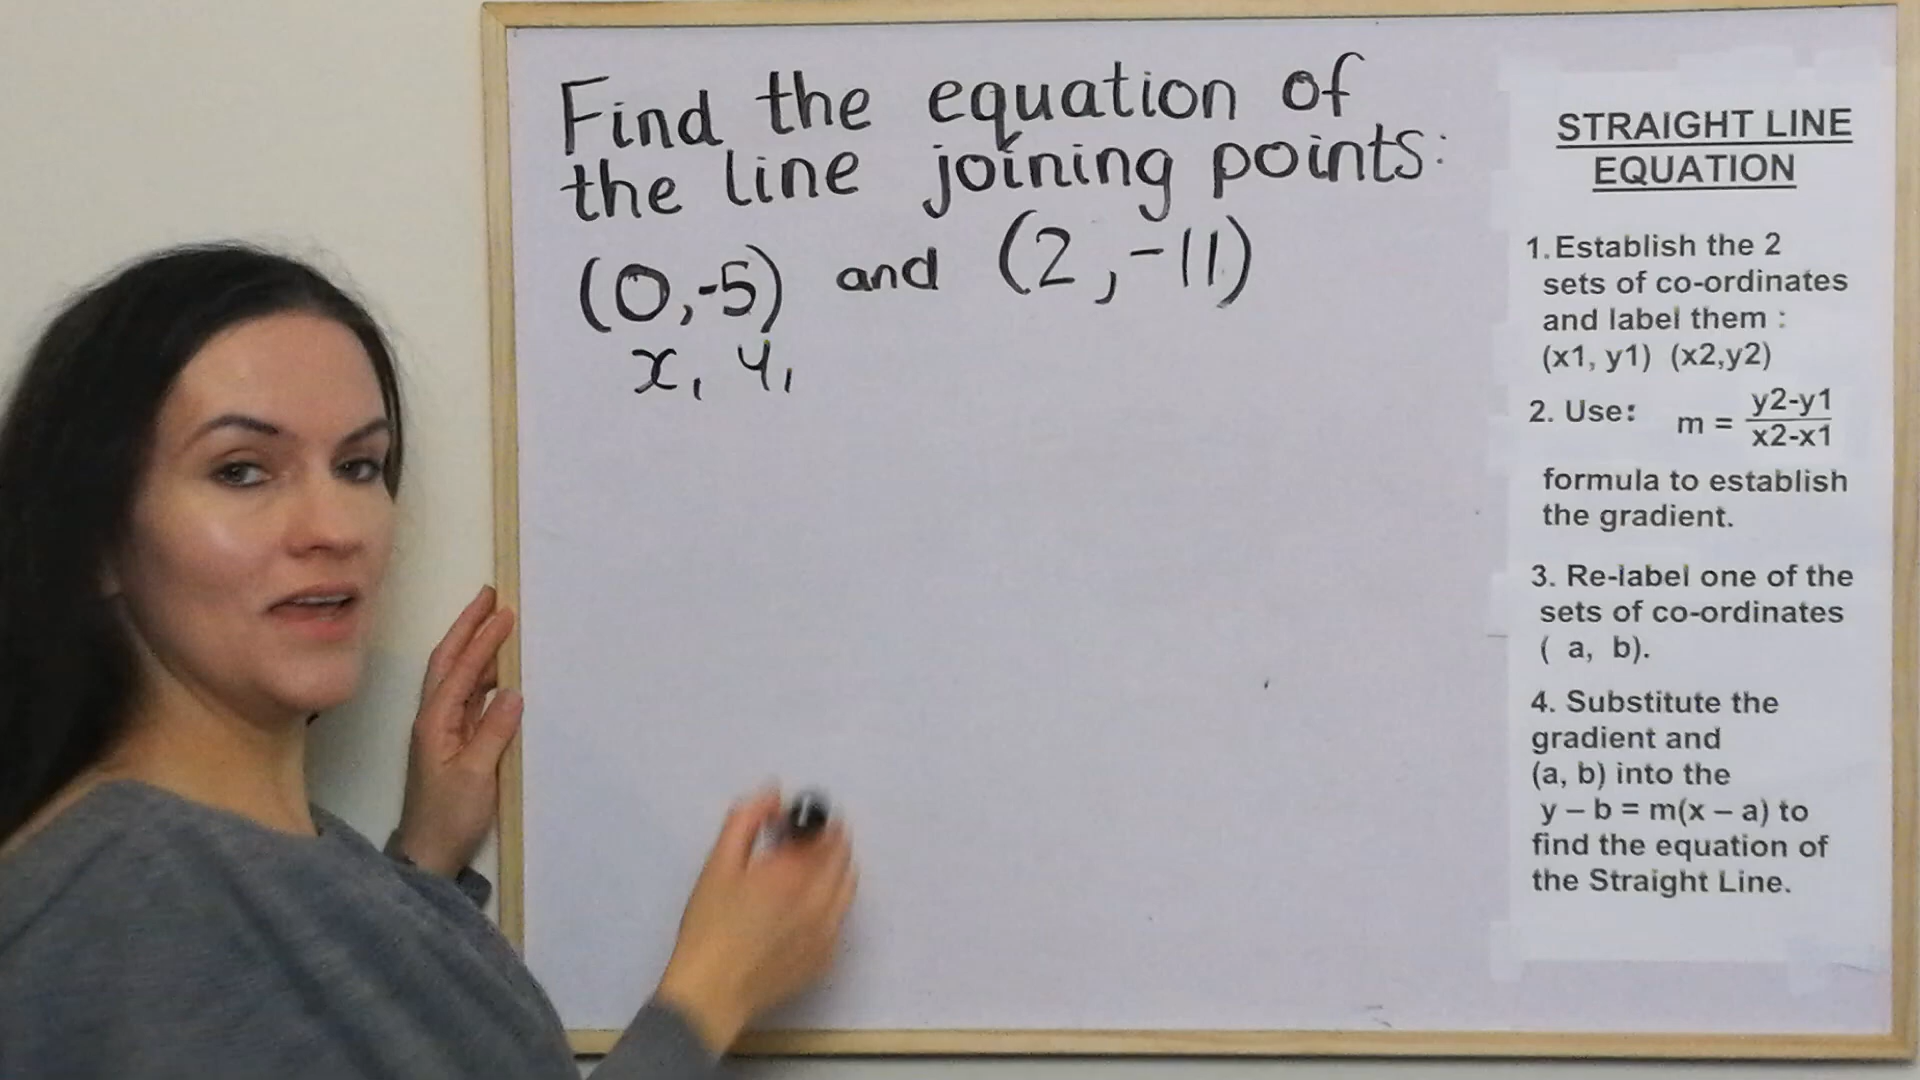 Find the equation of
the line joining points:
(0,-5) and (2,-11)
x₁ y₁
STRAIGHT LINE
EQUATION
1. Establish the 2
sets of co-ordinates
and label them :
(x1, y1) (x2,y2)
2. Use: m = y2-y1
x2-x1
formula to establish
the gradient.
3. Re-label one of the
sets of co-ordinates
( a, b).
4. Substitute the
gradient and
(a, b) into the
y – b = m(x – a) to
find the equation of
the Straight Line.